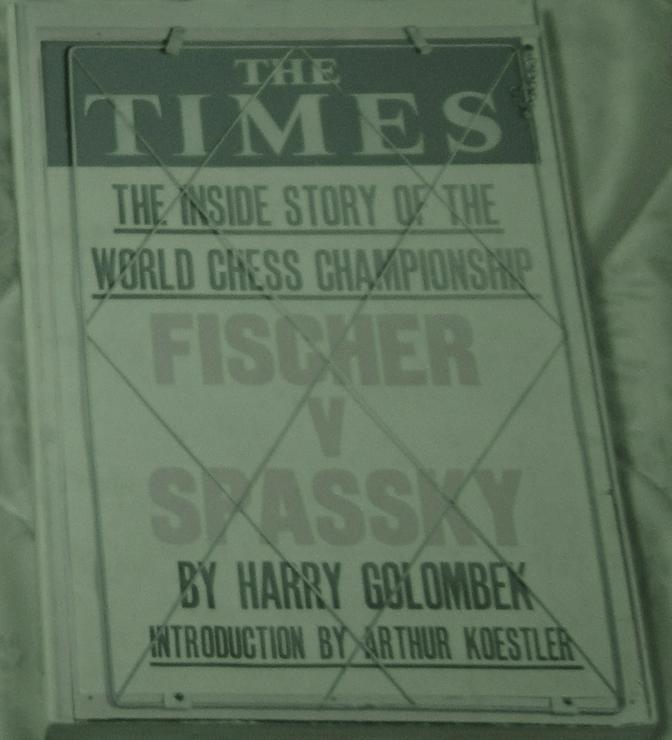 THE
TIMES
THE INSIDE STORY OF THE
WORLD CHESS CHAMPIONSHIP
FISCHER
V
SPASSKY
BY HARRY GOLOMBEK
INTRODUCTION BY ARTHUR KOESTLER